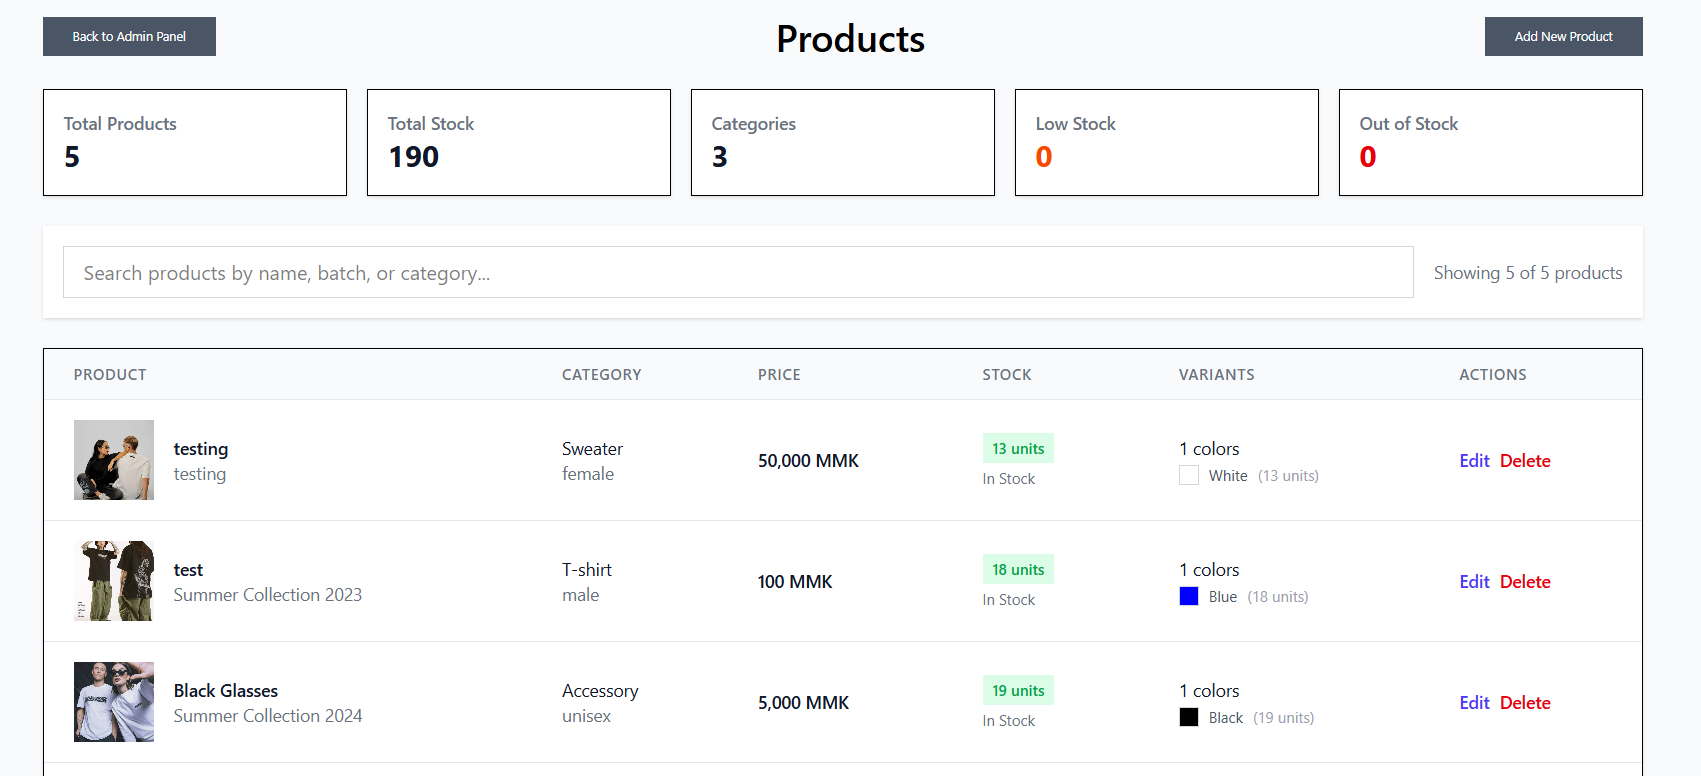 Back to Admin Panel
Products
Add New Product
Total Products
5
Total Stock
190
Categories
3
Low Stock
0
Out of Stock
0
Search products by name, batch, or category...
Showing 5 of 5 products
PRODUCT CATEGORY PRICE STOCK VARIANTS ACTIONS
testing
testing
Sweater
female
50,000 MMK
13 units
In Stock
1 colors
White (13 units)
Edit Delete
test
Summer Collection 2023
T-shirt
male
100 MMK
18 units
In Stock
1 colors
Blue (18 units)
Edit Delete
Black Glasses
Summer Collection 2024
Accessory
unisex
5,000 MMK
19 units
In Stock
1 colors
Black (19 units)
Edit Delete